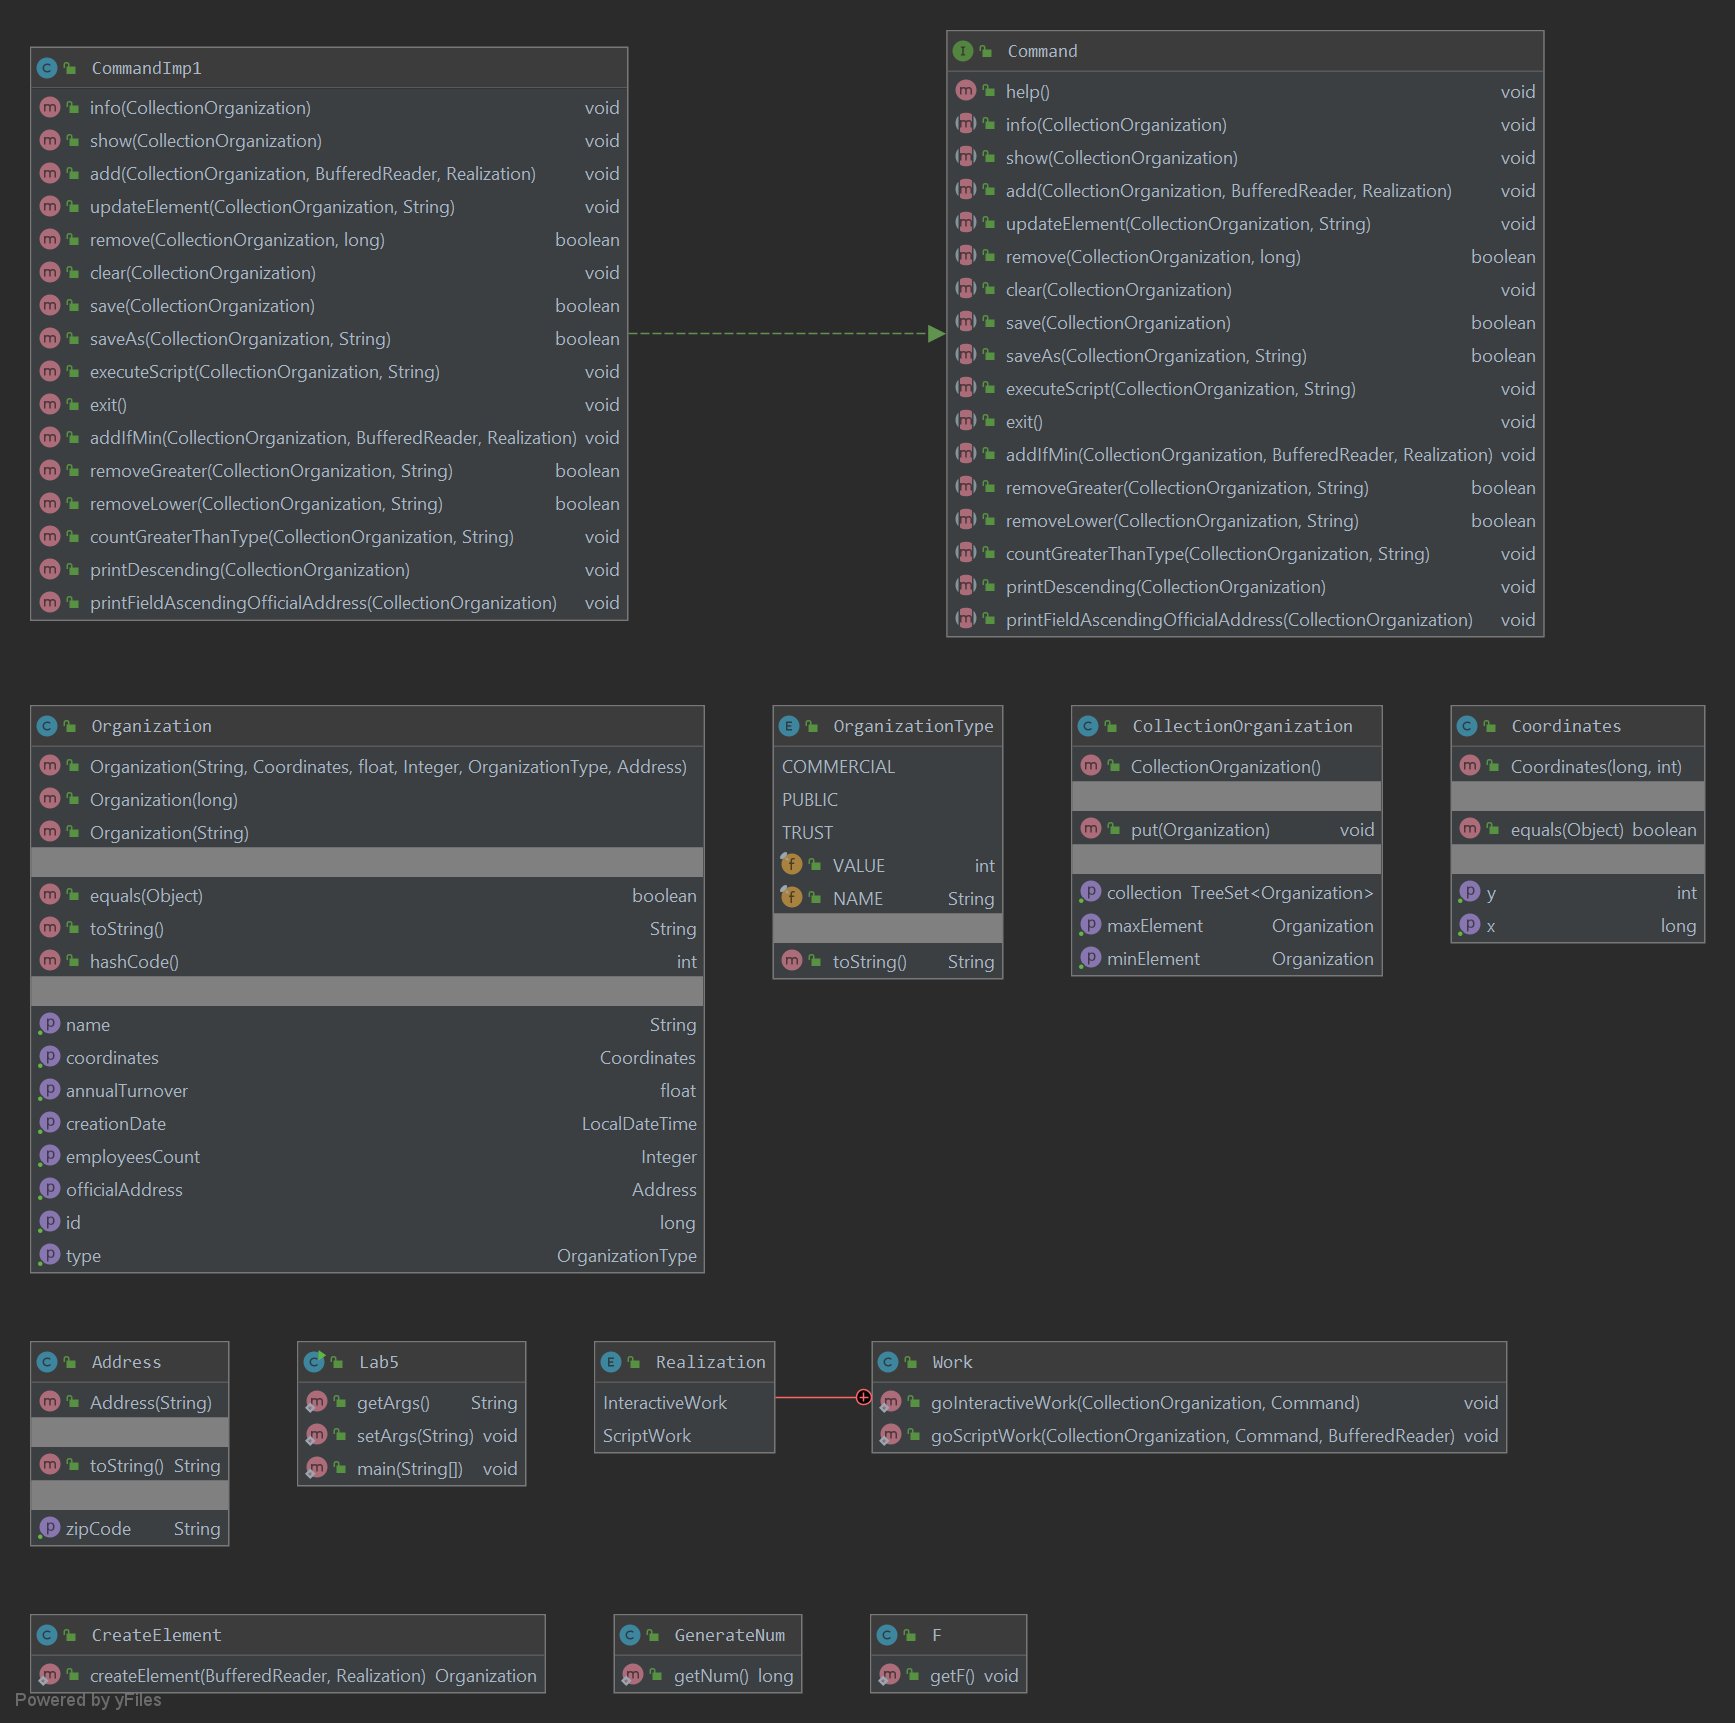 CommandImp1
info(CollectionOrganization) void
show(CollectionOrganization) void
add(CollectionOrganization, BufferedReader, Realization) void
updateElement(CollectionOrganization, String) void
remove(CollectionOrganization, long) boolean
clear(CollectionOrganization) void
save(CollectionOrganization) boolean
saveAs(CollectionOrganization, String) boolean
executeScript(CollectionOrganization, String) void
exit() void
addIfMin(CollectionOrganization, BufferedReader, Realization) void
removeGreater(CollectionOrganization, String) boolean
removeLower(CollectionOrganization, String) boolean
countGreaterThanType(CollectionOrganization, String) void
printDescending(CollectionOrganization) void
printFieldAscendingOfficialAddress(CollectionOrganization) void
Command
help() void
info(CollectionOrganization) void
show(CollectionOrganization) void
add(CollectionOrganization, BufferedReader, Realization) void
updateElement(CollectionOrganization, String) void
remove(CollectionOrganization, long) boolean
clear(CollectionOrganization) void
save(CollectionOrganization) boolean
saveAs(CollectionOrganization, String) boolean
executeScript(CollectionOrganization, String) void
exit() void
addIfMin(CollectionOrganization, BufferedReader, Realization) void
removeGreater(CollectionOrganization, String) boolean
removeLower(CollectionOrganization, String) boolean
countGreaterThanType(CollectionOrganization, String) void
printDescending(CollectionOrganization) void
printFieldAscendingOfficialAddress(CollectionOrganization) void
Organization
Organization(String, Coordinates, float, Integer, OrganizationType, Address)
Organization(long)
Organization(String)
equals(Object) boolean
toString() String
hashCode() int
name String
coordinates Coordinates
annualTurnover float
creationDate LocalDateTime
employeesCount Integer
officialAddress Address
id long
type OrganizationType
OrganizationType
COMMERCIAL
PUBLIC
TRUST
VALUE int
NAME String
toString() String
CollectionOrganization
CollectionOrganization()
put(Organization) void
collection TreeSet<Organization>
maxElement Organization
minElement Organization
Coordinates
Coordinates(long, int)
equals(Object) boolean
y int
x long
Address
Address(String)
toString() String
zipCode String
Lab5
getArgs() String
setArgs(String) void
main(String[]) void
Realization
InteractiveWork
ScriptWork
Work
goInteractiveWork(CollectionOrganization, Command) void
goScriptWork(CollectionOrganization, Command, BufferedReader) void
CreateElement
createElement(BufferedReader, Realization) Organization
GenerateNum
getNum() long
F
getF() void
Powered by yFiles